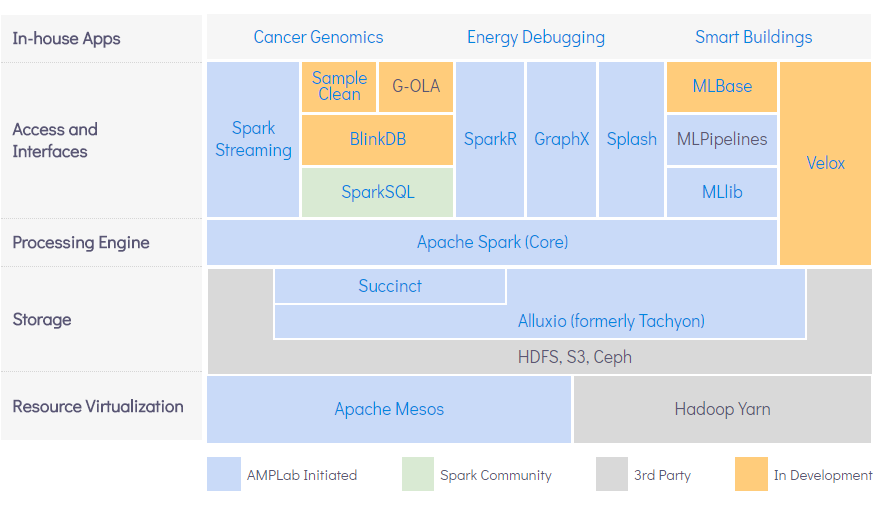 In-house Apps
Cancer Genomics
Energy Debugging
Smart Buildings
Access and
Interfaces
Spark
Streaming
Sample
Clean
G-OLA
BlinkDB
SparkSQL
SparkR
GraphX
Splash
MLBase
MLPipelines
MLlib
Velox
Processing Engine
Apache Spark (Core)
Storage
Succinct
Alluxio (formerly Tachyon)
HDFS, S3, Ceph
Resource Virtualization
Apache Mesos
Hadoop Yarn
AMPLab Initiated
Spark Community
3rd Party
In Development